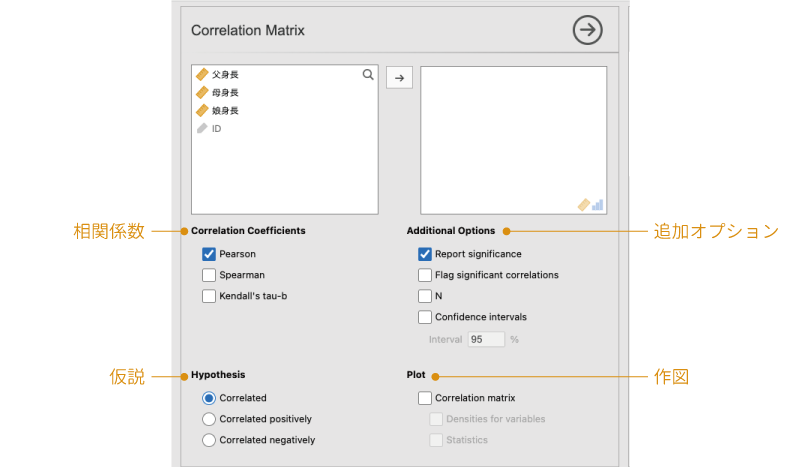 Correlation Matrix
父身長
母身長
娘身長
ID
相関係数
Correlation Coefficients
Pearson
Spearman
Kendall's tau-b
Additional Options
追加オプション
Report significance
Flag significant correlations
N
Confidence intervals
Interval 95 %
仮説
Hypothesis
Correlated
Correlated positively
Correlated negatively
Plot
作図
Correlation matrix
Densities for variables
Statistics